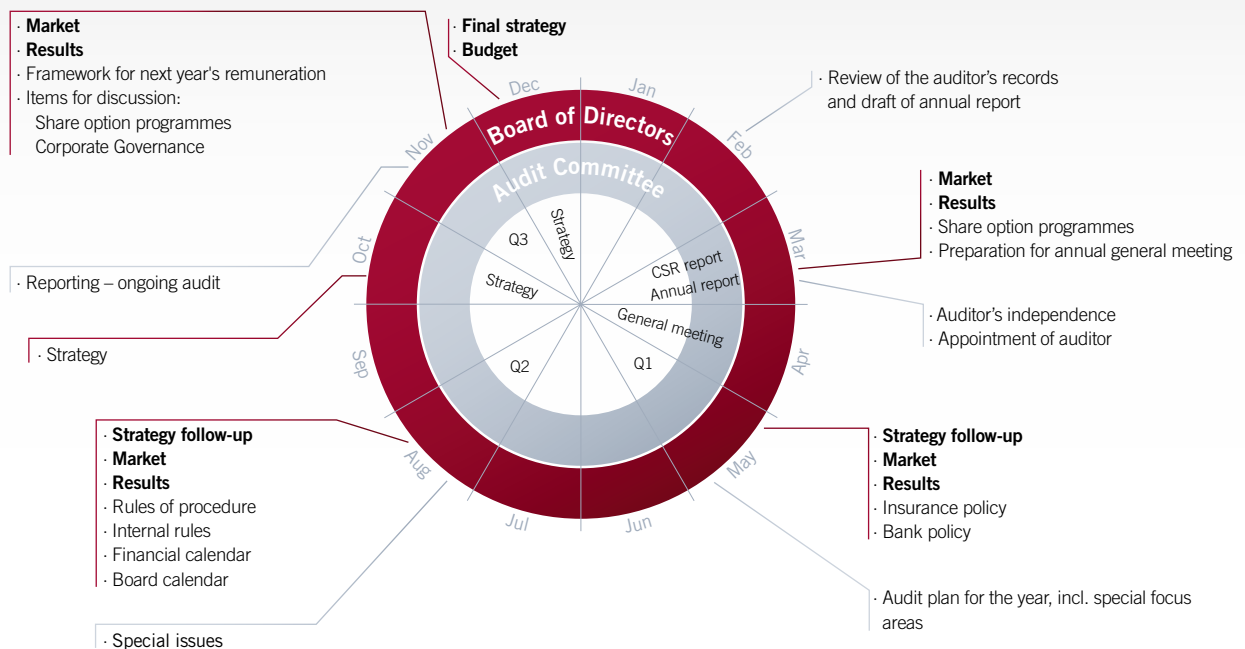 · Market
· Results
· Framework for next year's remuneration
· Items for discussion:
Share option programmes
Corporate Governance
· Final strategy
· Budget
· Review of the auditor's records
and draft of annual report
· Market
· Results
· Share option programmes
· Preparation for annual general meeting
· Auditor's independence
· Appointment of auditor
· Strategy follow-up
· Market
· Results
· Insurance policy
· Bank policy
· Audit plan for the year, incl. special focus
areas
· Special issues
· Strategy follow-up
· Market
· Results
· Rules of procedure
· Internal rules
· Financial calendar
· Board calendar
· Strategy
· Reporting – ongoing audit
Jan
Feb
Mar
Apr
May
Jun
Jul
Aug
Sep
Oct
Nov
Dec
Board of Directors
Audit Committee
Strategy
CSR report
Annual report
General meeting
Q1
Q2
Strategy
Q3